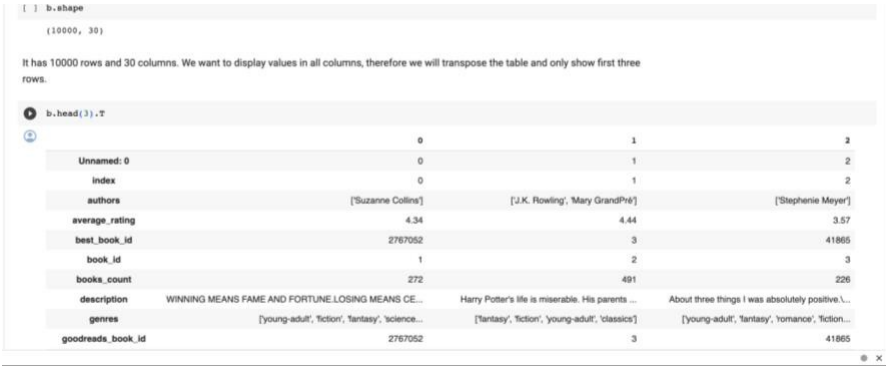 [ ] b.shape
(10000, 30)
It has 10000 rows and 30 columns. We want to display values in all columns, therefore we will transpose the table and only show first three
rows.
b.head(3).T
0 1 2
Unnamed: 0 0 1 2
index 0 1 2
authors ['Suzanne Collins'] ['J.K. Rowling', 'Mary GrandPré'] ['Stephenie Meyer']
average_rating 4.34 4.44 3.57
best_book_id 2767052 3 41865
book_id 1 2 3
books_count 272 491 226
description WINNING MEANS FAME AND FORTUNE.LOSING MEANS CE... Harry Potter's life is miserable. His parents ... About three things I was absolutely positive.\...
genres ['young-adult', 'fiction', 'fantasy', 'science... ['fantasy', 'fiction', 'young-adult', 'classics'] ['young-adult', 'fantasy', 'romance', 'fiction...
goodreads_book_id 2767052 3 41865